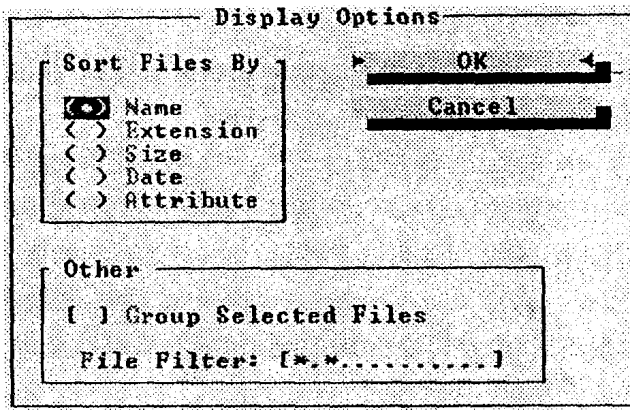 Display Options
Sort Files By
(•) Name
( ) Extension
( ) Size
( ) Date
( ) Attribute
OK
Cancel
Other
[ ] Group Selected Files
File Filter: [*.*..........]